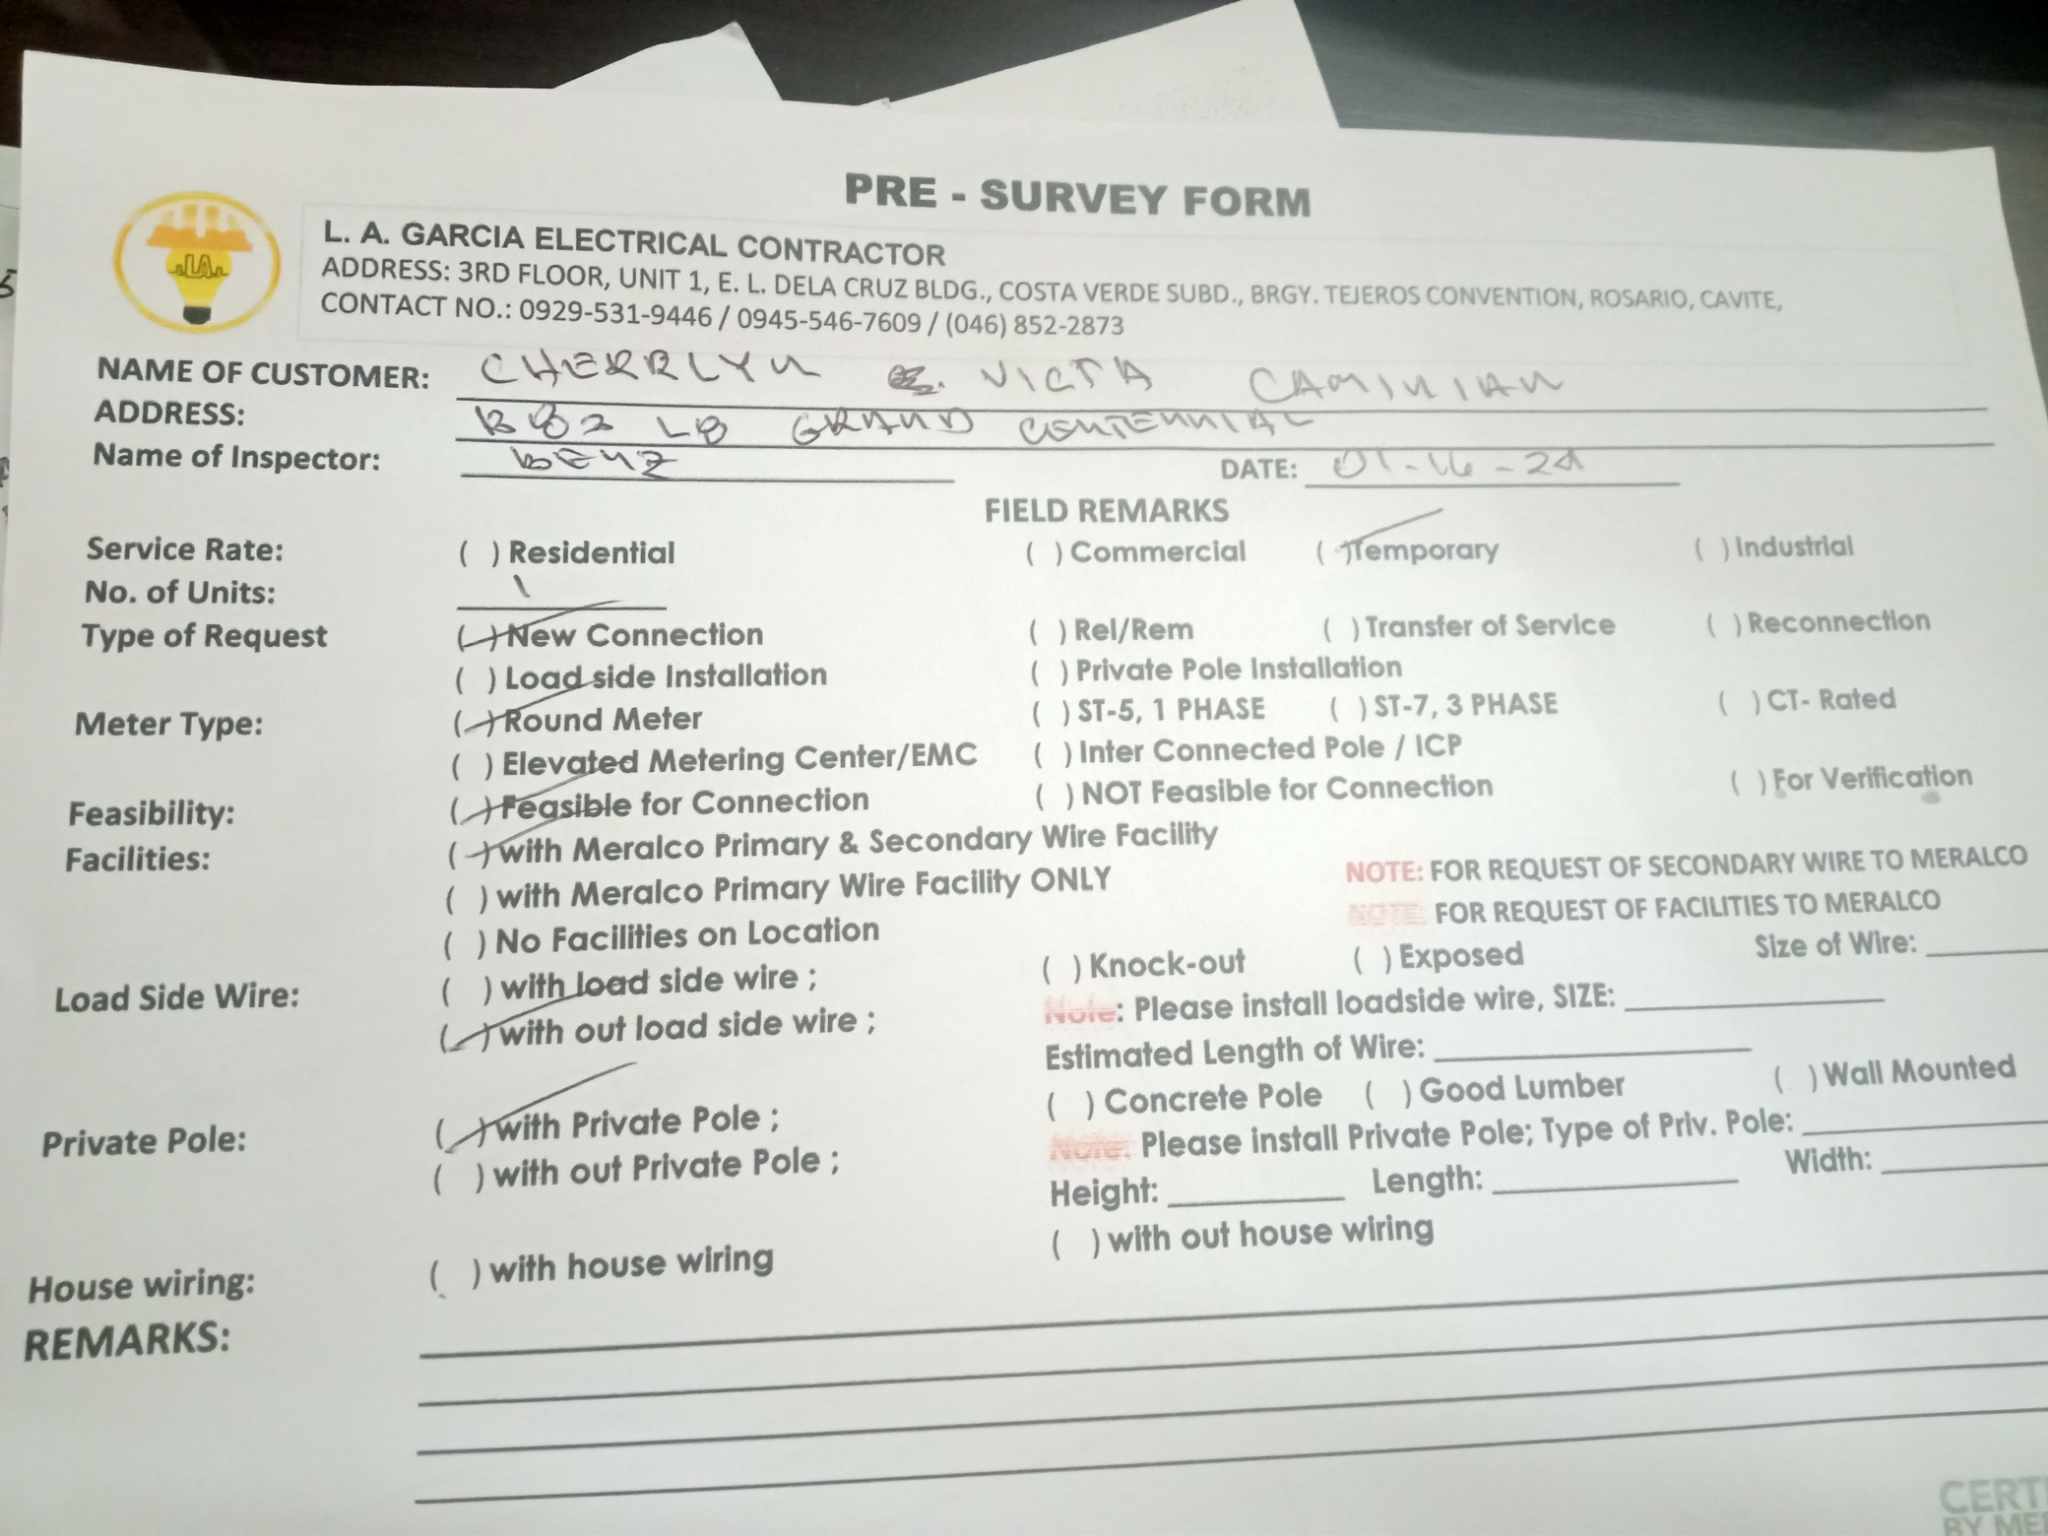 PRE - SURVEY FORM
LA
L. A. GARCIA ELECTRICAL CONTRACTOR
ADDRESS: 3RD FLOOR, UNIT 1, E. L. DELA CRUZ BLDG., COSTA VERDE SUBD., BRGY. TEJEROS CONVENTION, ROSARIO, CAVITE,
CONTACT NO.: 0929-531-9446 / 0945-546-7609 / (046) 852-2873
NAME OF CUSTOMER: CHERRLYN VICTA CAMINIAN
ADDRESS: B82 L8 GRAND CENTENNIAL
Name of Inspector: BENZ DATE: 01-16-24
FIELD REMARKS
Service Rate: ( ) Residential ( ) Commercial (/) Temporary ( ) Industrial
No. of Units: 1
Type of Request (/) New Connection ( ) Rel/Rem ( ) Transfer of Service ( ) Reconnection
( ) Load side Installation ( ) Private Pole Installation
Meter Type: (/) Round Meter ( ) ST-5, 1 PHASE ( ) ST-7, 3 PHASE ( ) CT- Rated
( ) Elevated Metering Center/EMC ( ) Inter Connected Pole / ICP
Feasibility: (/) Feasible for Connection ( ) NOT Feasible for Connection ( ) For Verification
Facilities: (/) with Meralco Primary & Secondary Wire Facility
( ) with Meralco Primary Wire Facility ONLY NOTE: FOR REQUEST OF SECONDARY WIRE TO MERALCO
( ) No Facilities on Location NOTE: FOR REQUEST OF FACILITIES TO MERALCO
Load Side Wire: ( ) with load side wire ; ( ) Knock-out ( ) Exposed Size of Wire:
(/) with out load side wire ; Note: Please install loadside wire, SIZE:
Estimated Length of Wire:
Private Pole: (/) with Private Pole ; ( ) Concrete Pole ( ) Good Lumber ( ) Wall Mounted
( ) with out Private Pole ; Note: Please install Private Pole; Type of Priv. Pole:
Height: Length: Width:
House wiring: ( ) with house wiring ( ) with out house wiring
REMARKS: